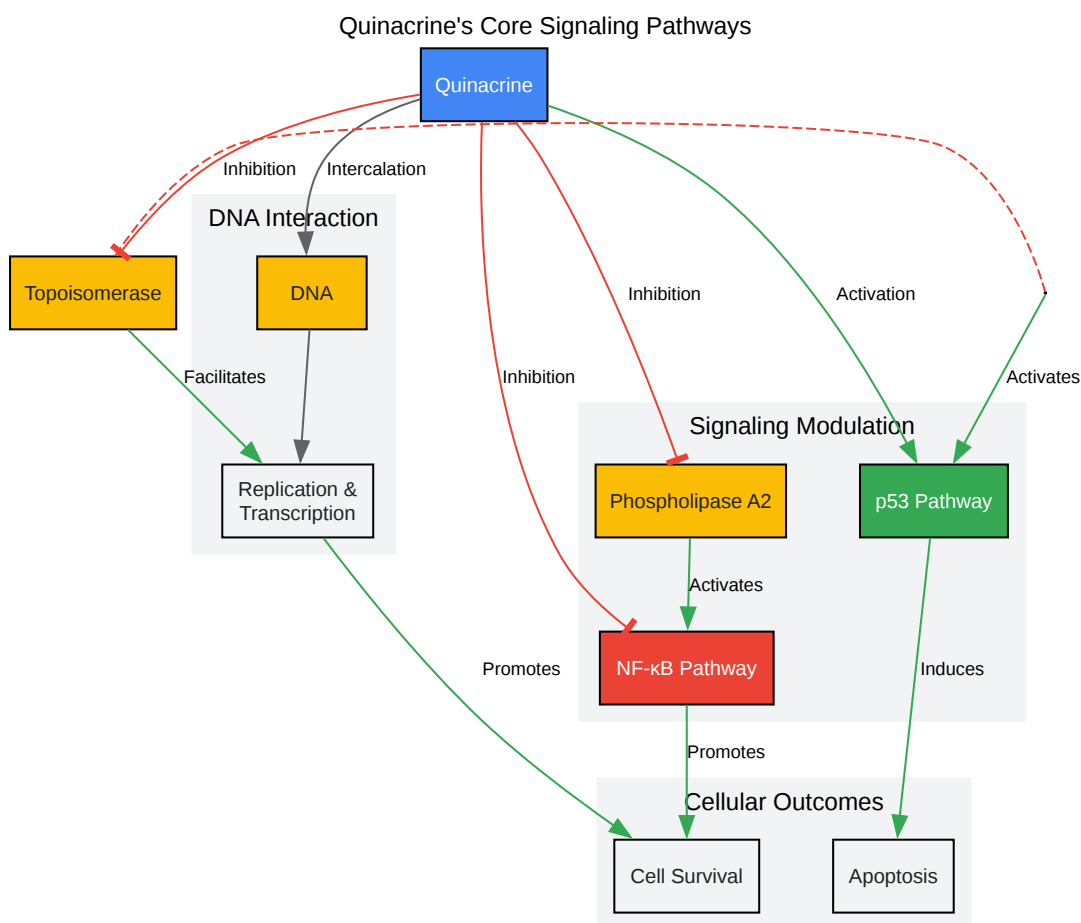 Quinacrine's Core Signaling Pathways
Quinacrine
Inhibition
Intercalation
DNA Interaction
Topoisomerase
DNA
Inhibition
Activation
Facilitates
Inhibition
Activates
Signaling Modulation
Replication &
Transcription
Phospholipase A2
p53 Pathway
Activates
Promotes
NF-κB Pathway
Induces
Promotes
Cellular Outcomes
Cell Survival
Apoptosis